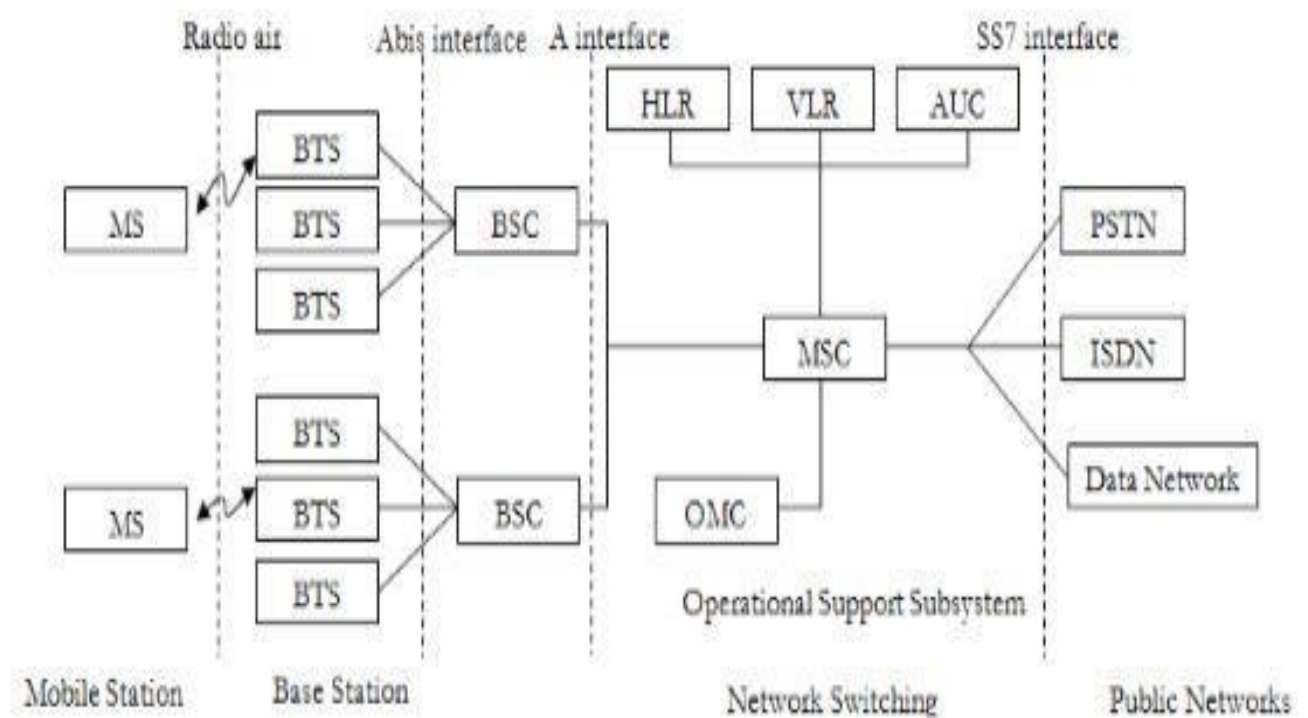 Radio air
Abis interface
A interface
SS7 interface
HLR
VLR
AUC
BTS
MS
BTS
BSC
PSTN
BTS
MSC
ISDN
BTS
Data Network
MS
BTS
BSC
OMC
BTS
Operational Support Subsystem
Mobile Station
Base Station
Network Switching
Public Networks